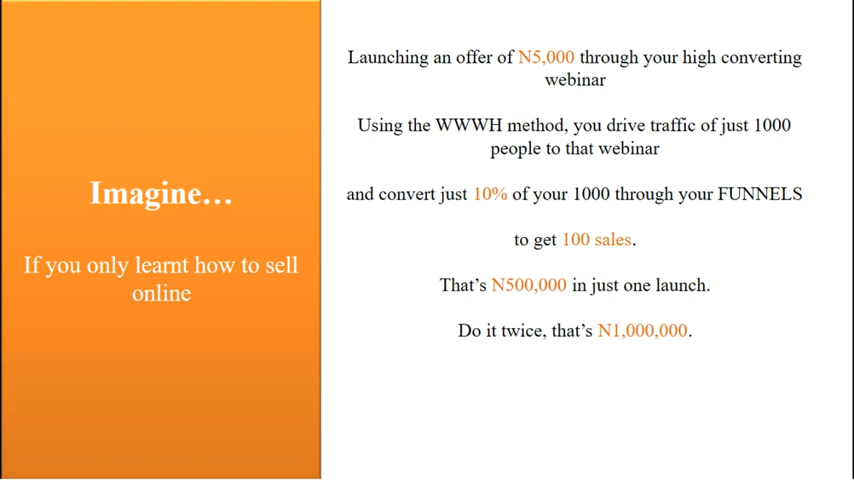 Imagine…
If you only learnt how to sell
online
Launching an offer of N5,000 through your high converting
webinar
Using the WWWH method, you drive traffic of just 1000
people to that webinar
and convert just 10% of your 1000 through your FUNNELS
to get 100 sales.
That’s N500,000 in just one launch.
Do it twice, that’s N1,000,000.